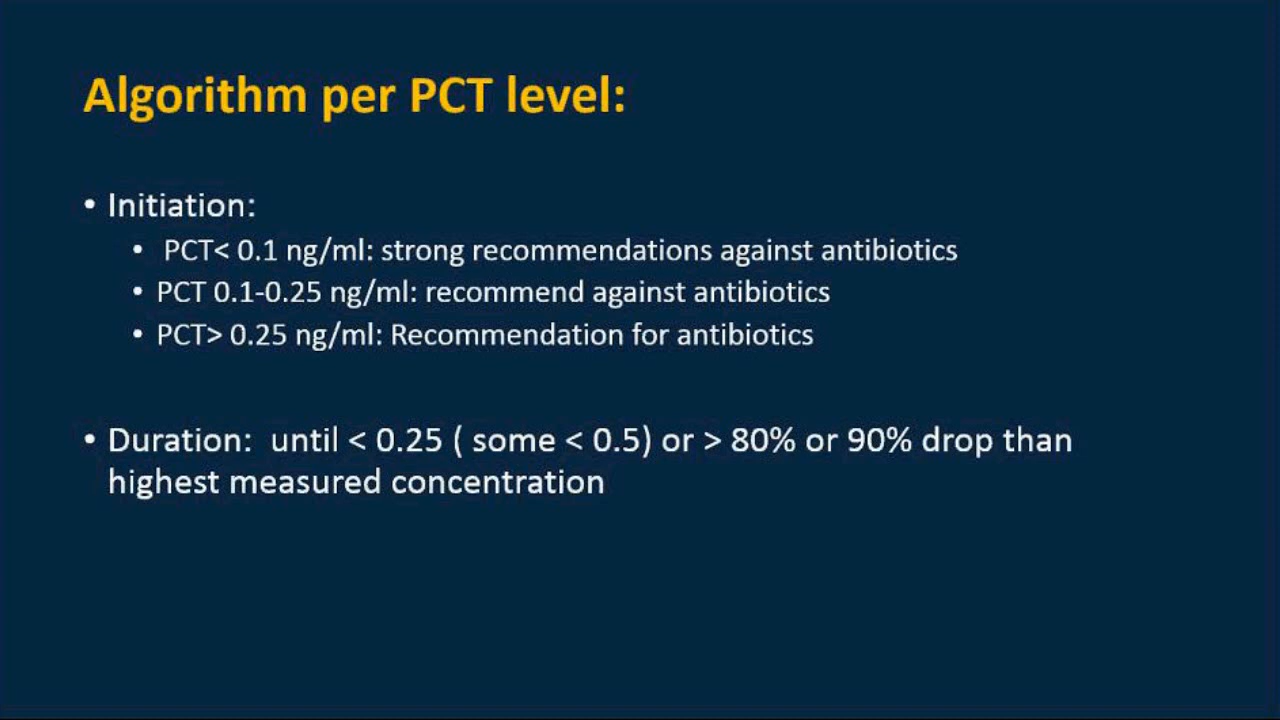 Algorithm per PCT level:
• Initiation:
• PCT< 0.1 ng/ml: strong recommendations against antibiotics
• PCT 0.1-0.25 ng/ml: recommend against antibiotics
• PCT> 0.25 ng/ml: Recommendation for antibiotics
• Duration: until < 0.25 ( some < 0.5) or > 80% or 90% drop than
highest measured concentration